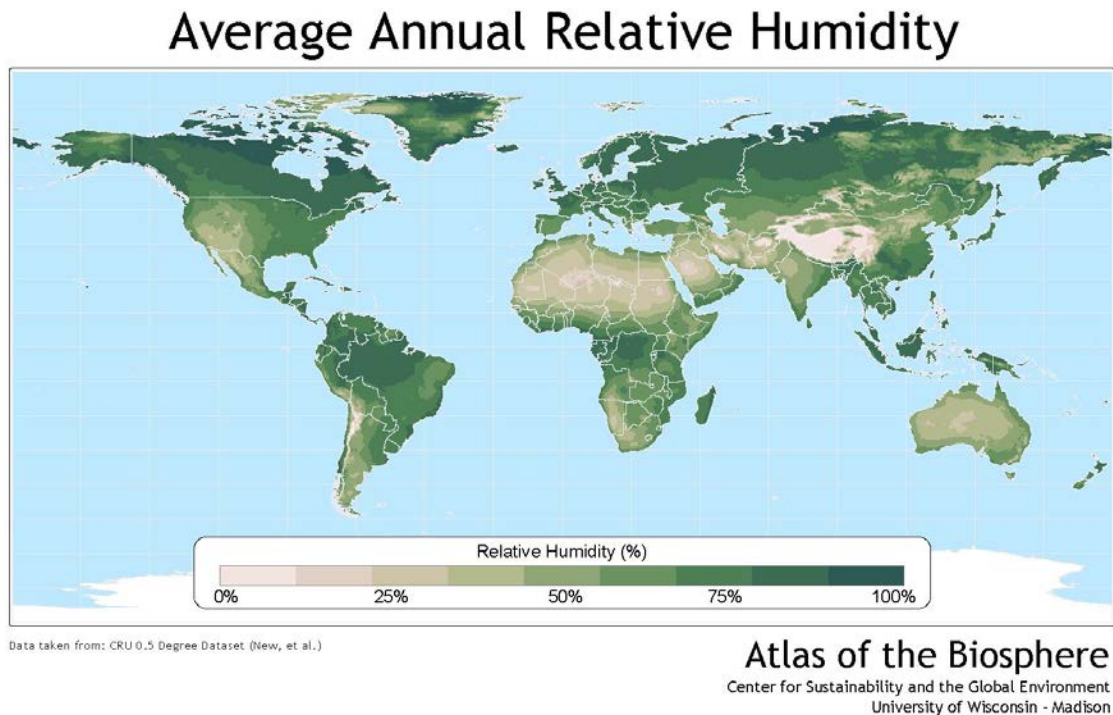 Average Annual Relative Humidity
Relative Humidity (%)
0% 25% 50% 75% 100%
Data taken from: CRU 0.5 Degree Dataset (New, et al.)
Atlas of the Biosphere
Center for Sustainability and the Global Environment
University of Wisconsin - Madison